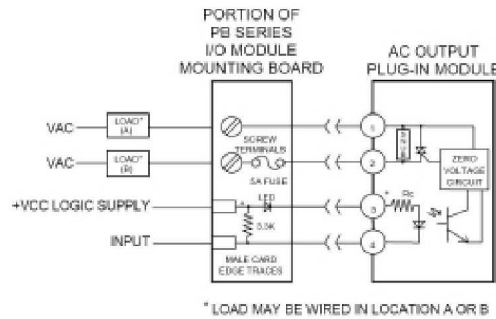 PORTION OF
PB SERIES
I/O MODULE
MOUNTING BOARD
AC OUTPUT
PLUG-IN MODULE
VAC
LOAD*
(A)
1
SCREW
TERMINALS
VAC
LOAD*
(B)
2
5A FUSE
ZERO
VOLTAGE
CIRCUIT
+VCC LOGIC SUPPLY
LED
3
* Rc
3.3K
INPUT
4
MALE CARD
EDGE TRACES
* LOAD MAY BE WIRED IN LOCATION A OR B